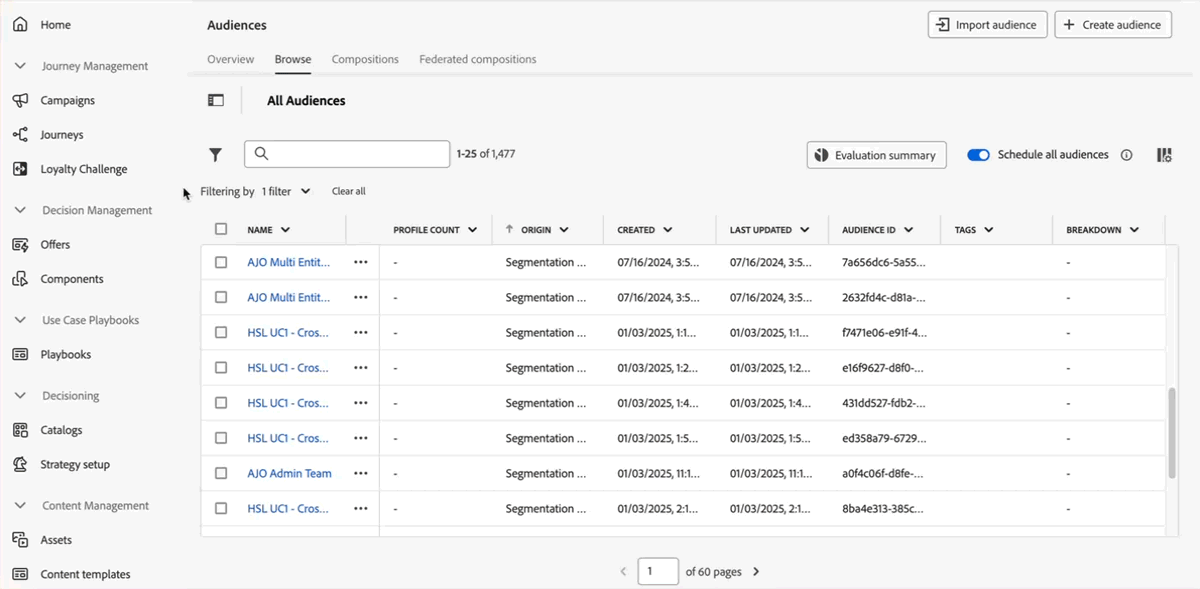 Home
Journey Management
Campaigns
Journeys
Loyalty Challenge
Decision Management
Offers
Components
Use Case Playbooks
Playbooks
Decisioning
Catalogs
Strategy setup
Content Management
Assets
Content templates
Audiences
Import audience
Create audience
Overview Browse Compositions Federated compositions
All Audiences
1-25 of 1,477
Evaluation summary
Schedule all audiences
Filtering by 1 filter Clear all
NAME PROFILE COUNT ORIGIN CREATED LAST UPDATED AUDIENCE ID TAGS BREAKDOWN
AJO Multi Entit... ... - Segmentation ... 07/16/2024, 3:5... 07/16/2024, 3:5... 7a656dc6-5a55... -
AJO Multi Entit... ... - Segmentation ... 07/16/2024, 3:5... 07/16/2024, 3:5... 2632fd4c-d81a-... -
HSL UC1 - Cros... ... - Segmentation ... 01/03/2025, 1:1... 01/03/2025, 1:1... f7471e06-e91f-4... -
HSL UC1 - Cros... ... - Segmentation ... 01/03/2025, 1:2... 01/03/2025, 1:2... e16f9627-d8f0-... -
HSL UC1 - Cros... ... - Segmentation ... 01/03/2025, 1:4... 01/03/2025, 1:4... 431dd527-fdb2-... -
HSL UC1 - Cros... ... - Segmentation ... 01/03/2025, 1:5... 01/03/2025, 1:5... ed358a79-6729... -
AJO Admin Team ... - Segmentation ... 01/03/2025, 11:1... 01/03/2025, 11:1... a0f4c06f-d8fe-... -
HSL UC1 - Cros... ... - Segmentation ... 01/03/2025, 2:1... 01/03/2025, 2:1... 8ba4e313-385c... -
1 of 60 pages